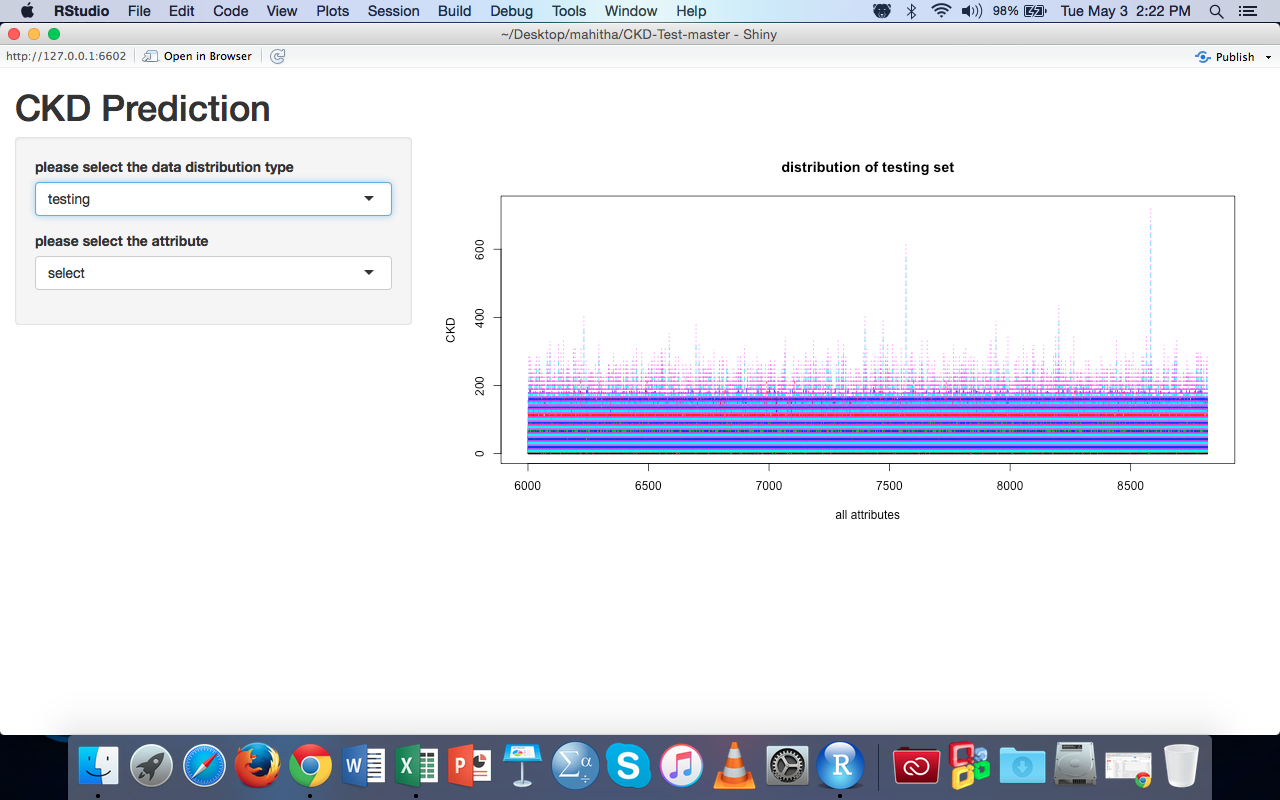 RStudio File Edit Code View Plots Session Build Debug Tools Window Help 98% Tue May 3 2:22 PM
~/Desktop/mahitha/CKD-Test-master - Shiny
http://127.0.0.1:6602 Open in Browser Publish
CKD Prediction
please select the data distribution type
testing
please select the attribute
select
distribution of testing set
600
400
200
0
CKD
6000 6500 7000 7500 8000 8500
all attributes
W X P Σα÷ S R